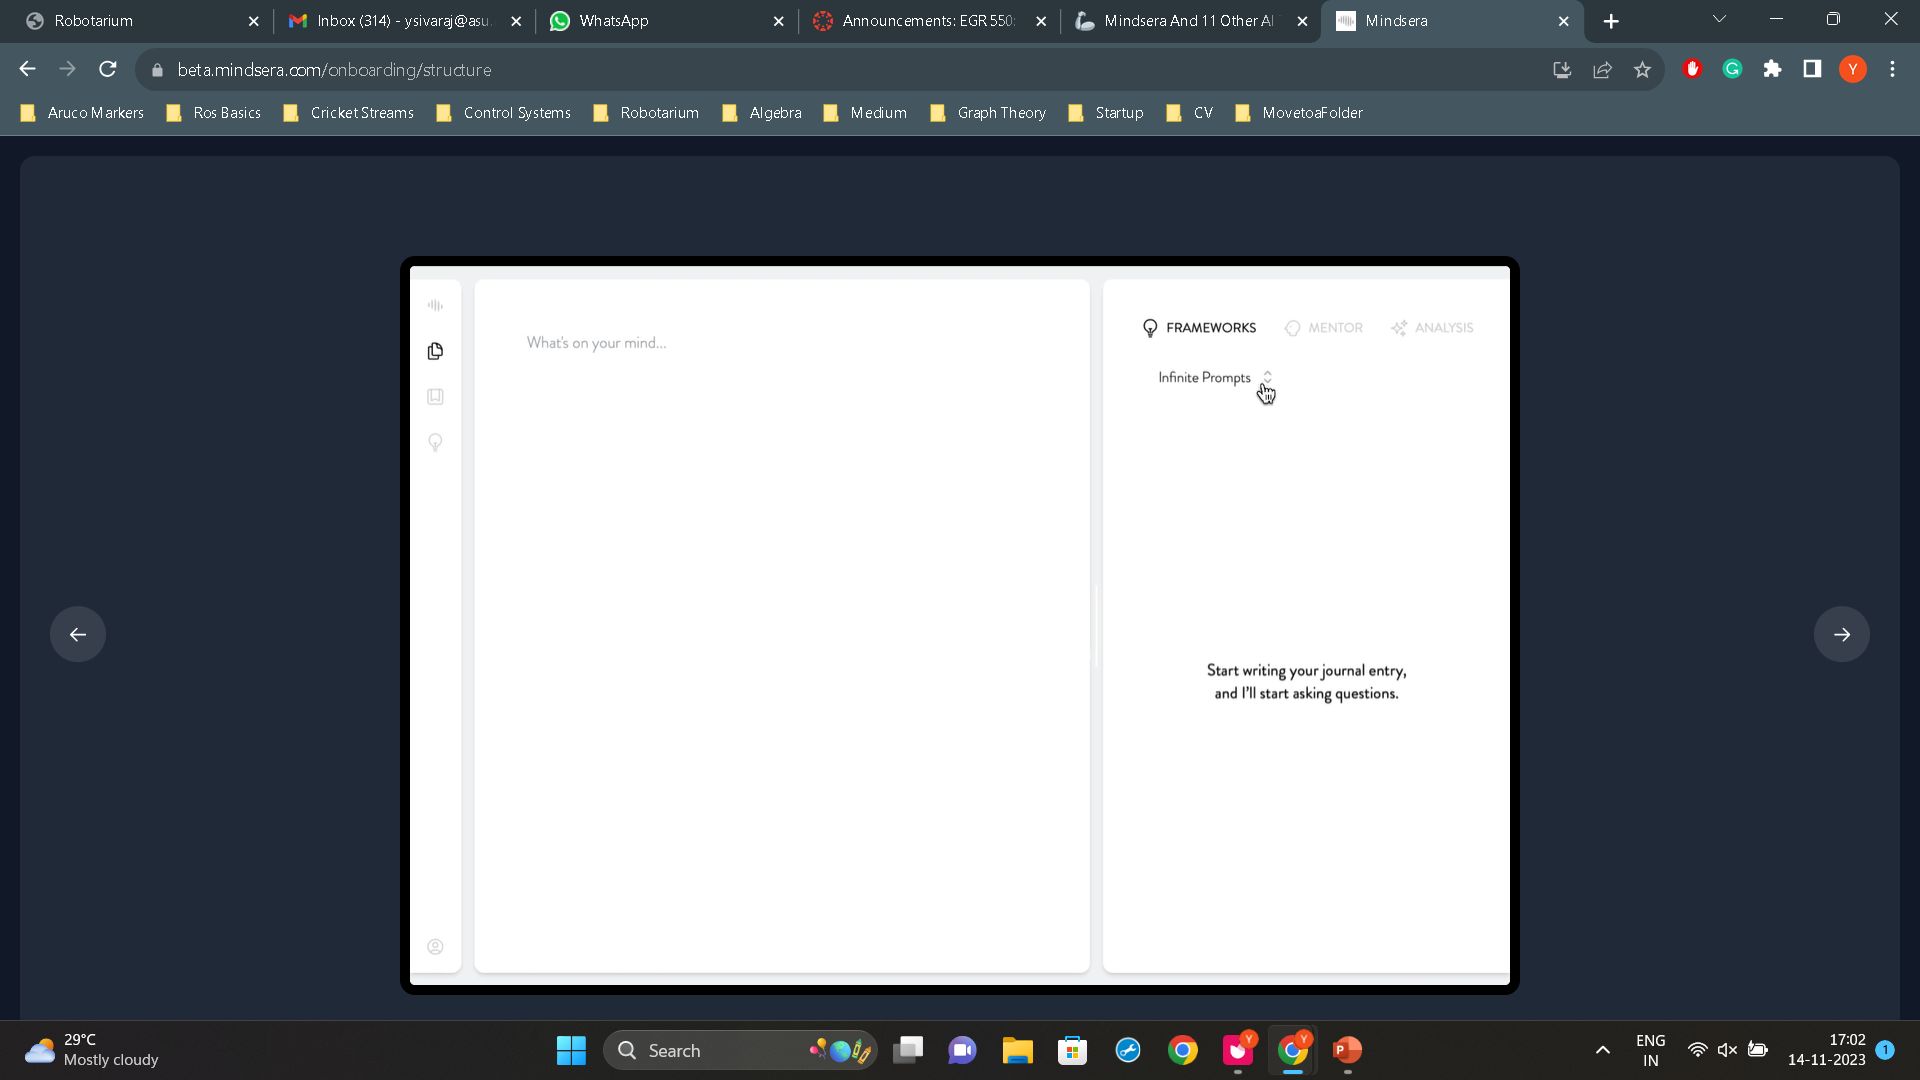 Robotarium
Inbox (314) - ysivaraj@asu.
WhatsApp
Announcements: EGR 550:
Mindsera And 11 Other AI
Mindsera
beta.mindsera.com/onboarding/structure
Y
Aruco Markers
Ros Basics
Cricket Streams
Control Systems
Robotarium
Algebra
Medium
Graph Theory
Startup
CV
MovetoaFolder
What's on your mind...
FRAMEWORKS
MENTOR
ANALYSIS
Infinite Prompts
Start writing your journal entry,
and I'll start asking questions.
29°C
Mostly cloudy
Search
ENG
IN
17:02
14-11-2023
1